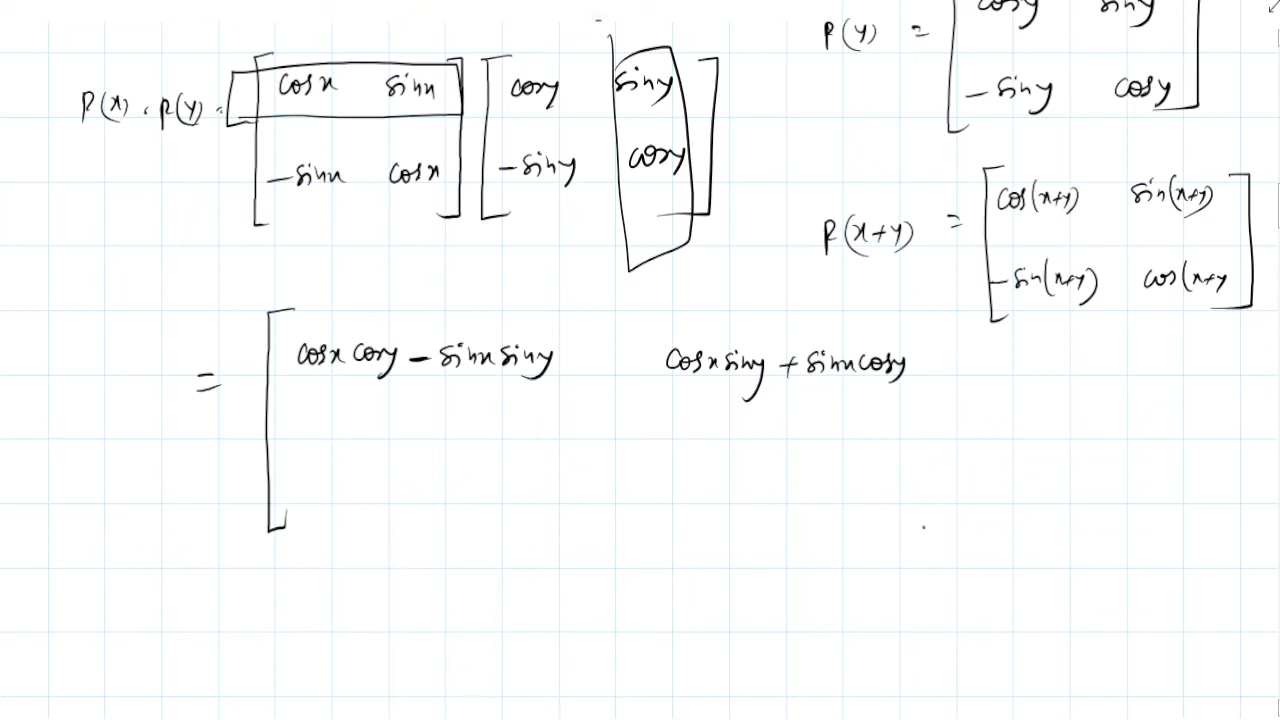 cosy siny
P(y) =
-siny cosy
P(x) . P(y) = [ cosx sinx ] [ cosy siny ]
-sinx cosx -siny cosy
cos(x+y) sin(x+y)
P(x+y) =
-sin(x+y) cos(x+y
= [ cosx cosy - sinx siny cosx siny + sinx cosy